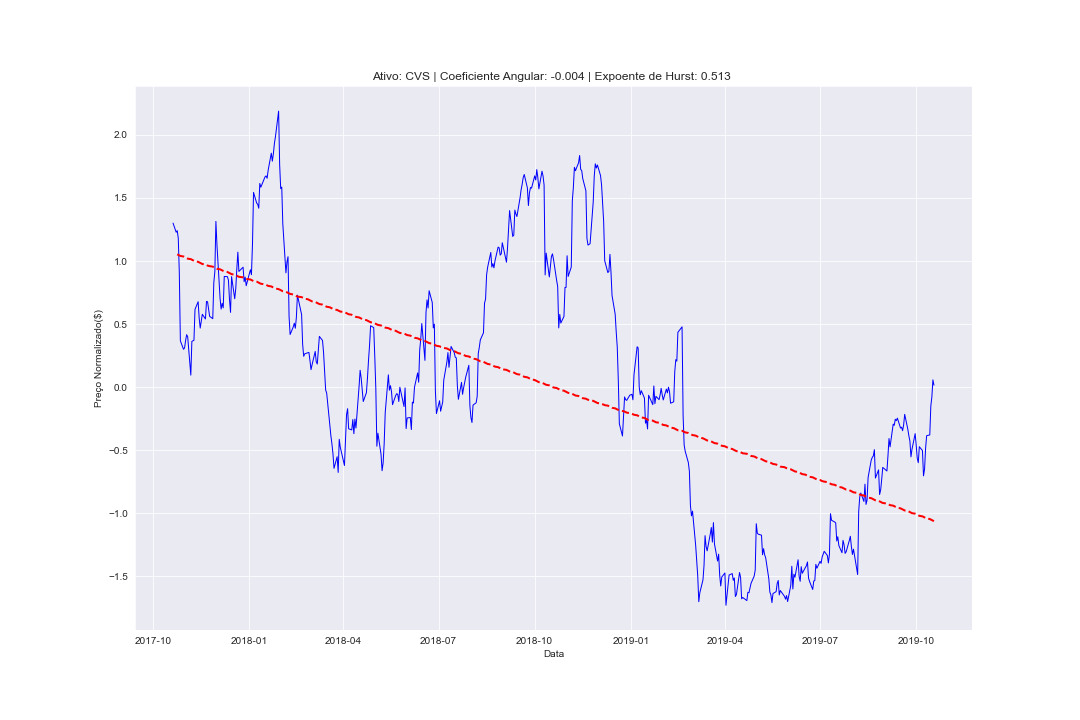 Ativo: CVS | Coeficiente Angular: -0.004 | Expoente de Hurst: 0.513
Preço Normalizado($)
2.0
1.5
1.0
0.5
0.0
−0.5
−1.0
−1.5
2017-10 2018-01 2018-04 2018-07 2018-10 2019-01 2019-04 2019-07 2019-10
Data